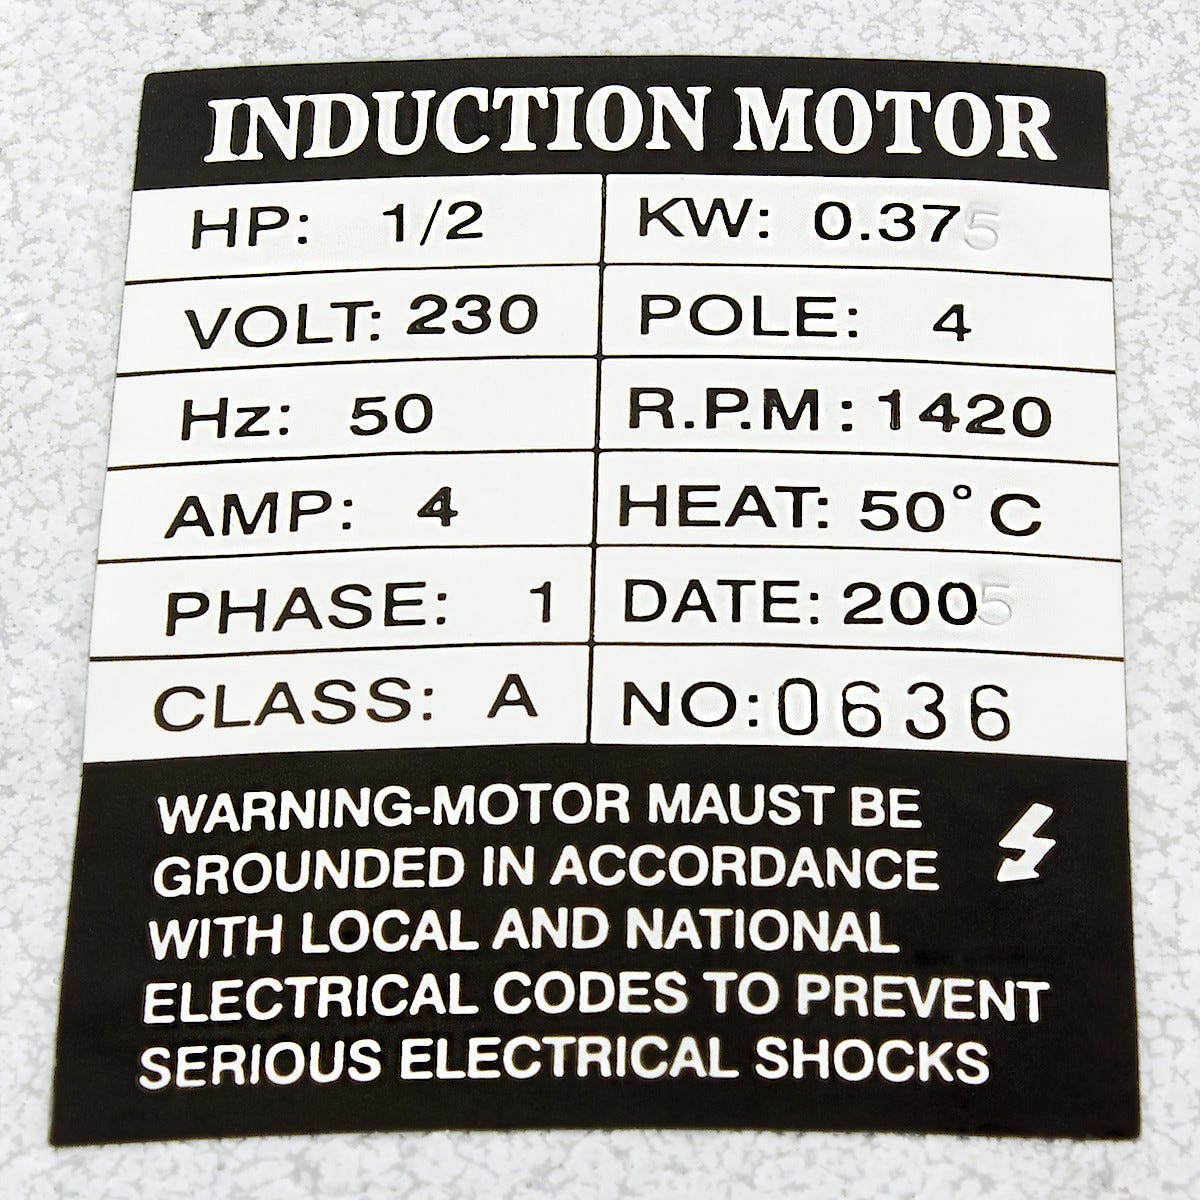 INDUCTION MOTOR
HP: 1/2 KW: 0.375
VOLT: 230 POLE: 4
Hz: 50 R.P.M: 1420
AMP: 4 HEAT: 50°C
PHASE: 1 DATE: 2005
CLASS: A NO: 0636
WARNING-MOTOR MAUST BE
GROUNDED IN ACCORDANCE
WITH LOCAL AND NATIONAL
ELECTRICAL CODES TO PREVENT
SERIOUS ELECTRICAL SHOCKS